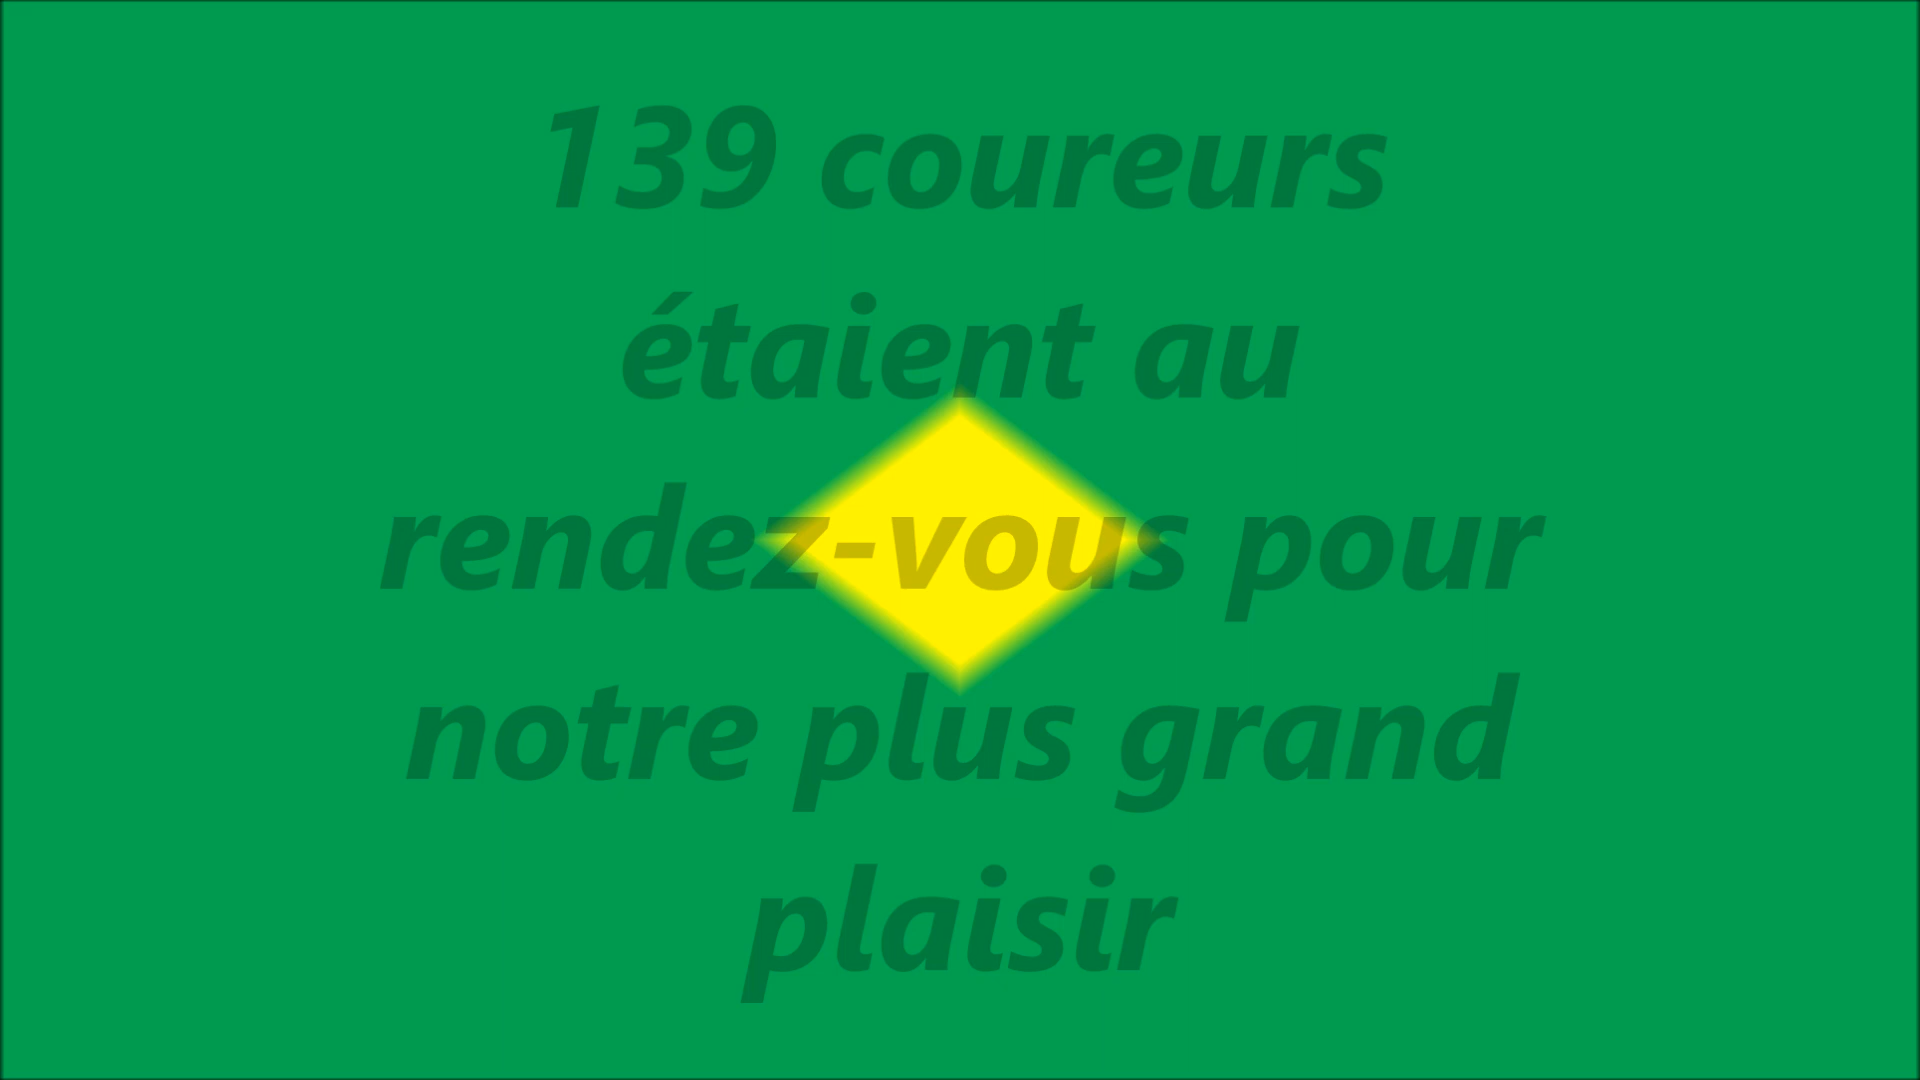 139 coureurs
étaient au
rendez-vous pour
notre plus grand
plaisir